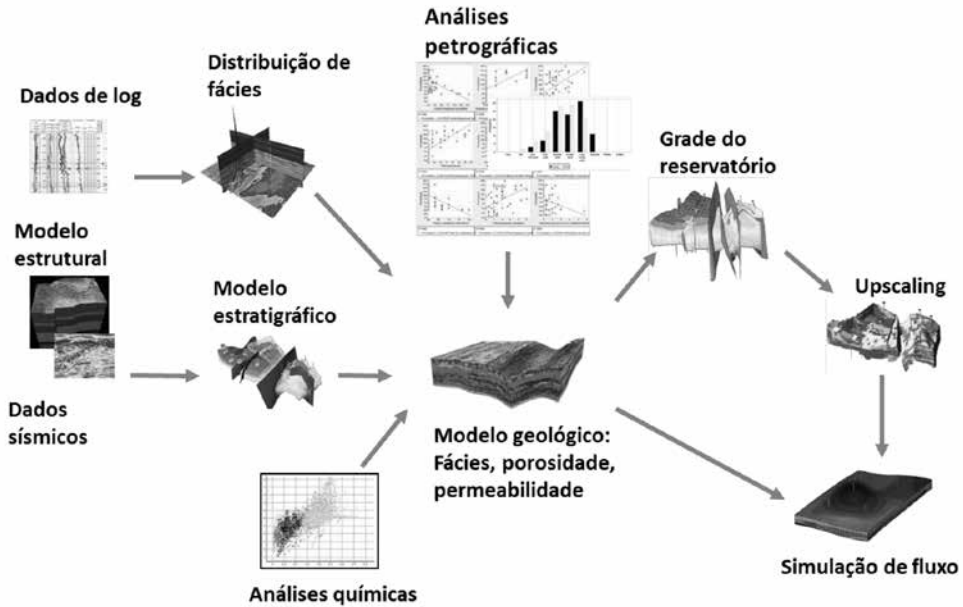 Análises
petrográficas
Distribuição de
fácies
Dados de log
Grade do
reservatório
Modelo
estrutural
Modelo
estratigráfico
Upscaling
Dados
sísmicos
Modelo geológico:
Fácies, porosidade,
permeabilidade
Simulação de fluxo
Análises químicas